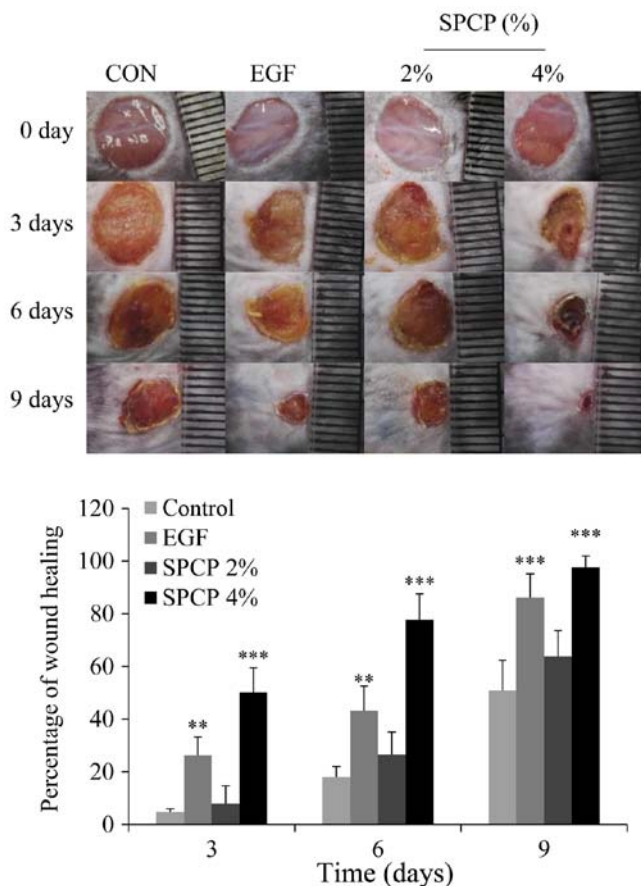 SPCP (%)
CON EGF 2% 4%
0 day
3 days
6 days
9 days
Percentage of wound healing
120
100
80
60
40
20
0
Control
EGF
SPCP 2%
SPCP 4%
** *** ** *** *** ***
3 6 9
Time (days)